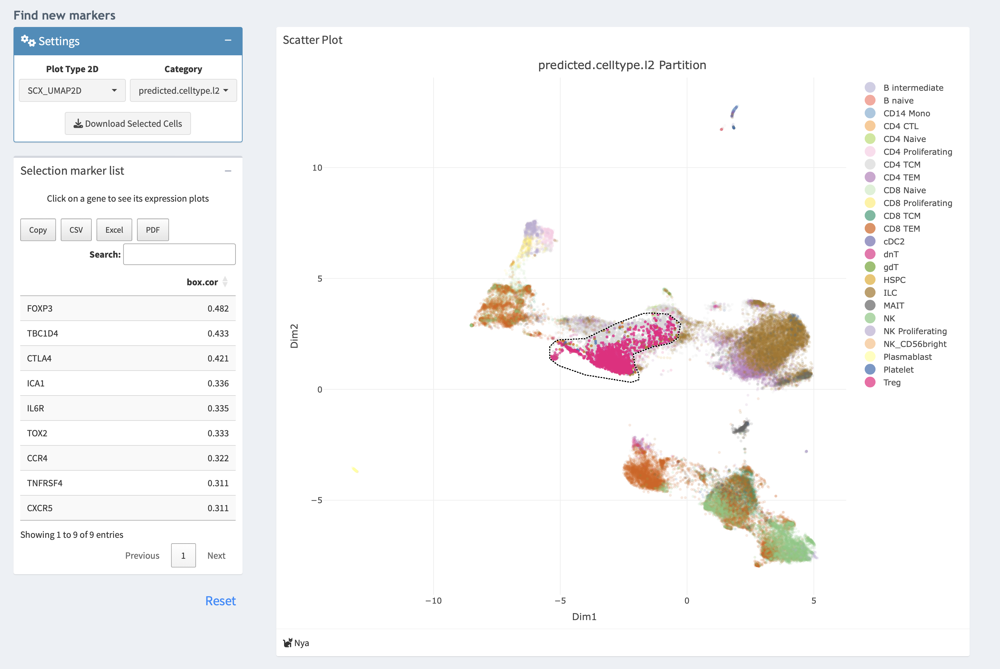 Find new markers
Settings
Plot Type 2D Category
SCX_UMAP2D predicted.celltype.l2
Download Selected Cells
Selection marker list
Click on a gene to see its expression plots
Copy CSV Excel PDF
Search:
box.cor
FOXP3 0.482
TBC1D4 0.433
CTLA4 0.421
ICA1 0.336
IL6R 0.335
TOX2 0.333
CCR4 0.322
TNFRSF4 0.311
CXCR5 0.311
Showing 1 to 9 of 9 entries
Previous 1 Next
Reset
Scatter Plot
predicted.celltype.l2 Partition
10
5
0
−5
Dim2
−10 −5 0 5
Dim1
B intermediate
B naive
CD14 Mono
CD4 CTL
CD4 Naive
CD4 Proliferating
CD4 TCM
CD4 TEM
CD8 Naive
CD8 Proliferating
CD8 TCM
CD8 TEM
cDC2
dnT
gdT
HSPC
ILC
MAIT
NK
NK Proliferating
NK_CD56bright
Plasmablast
Platelet
Treg
Nya